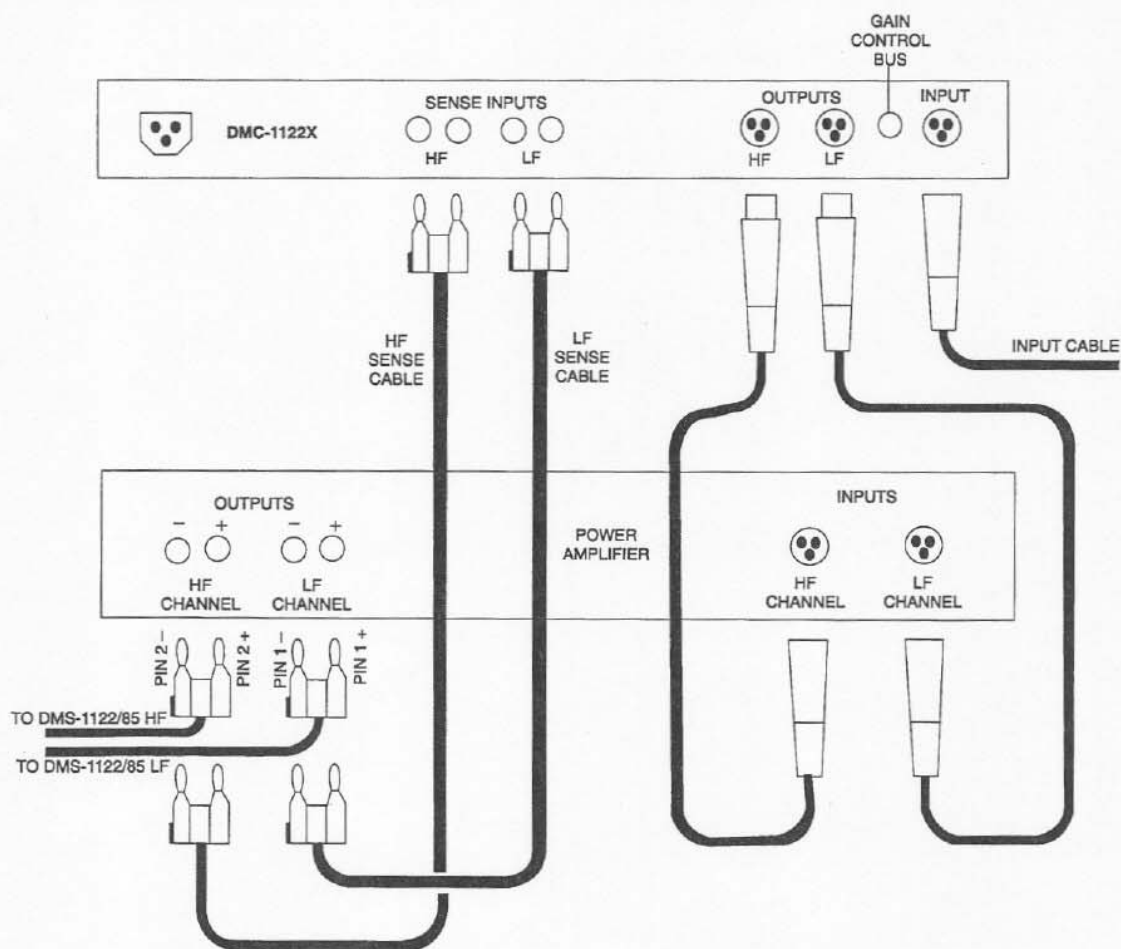 GAIN
CONTROL
BUS
DMC-1122X
SENSE INPUTS
HF
LF
OUTPUTS
HF
LF
INPUT
HF
SENSE
CABLE
LF
SENSE
CABLE
INPUT CABLE
OUTPUTS
− +
− +
HF
CHANNEL
LF
CHANNEL
POWER
AMPLIFIER
INPUTS
HF
CHANNEL
LF
CHANNEL
PIN 2 −
PIN 2 +
PIN 1 −
PIN 1 +
TO DMS-1122/85 HF
TO DMS-1122/85 LF